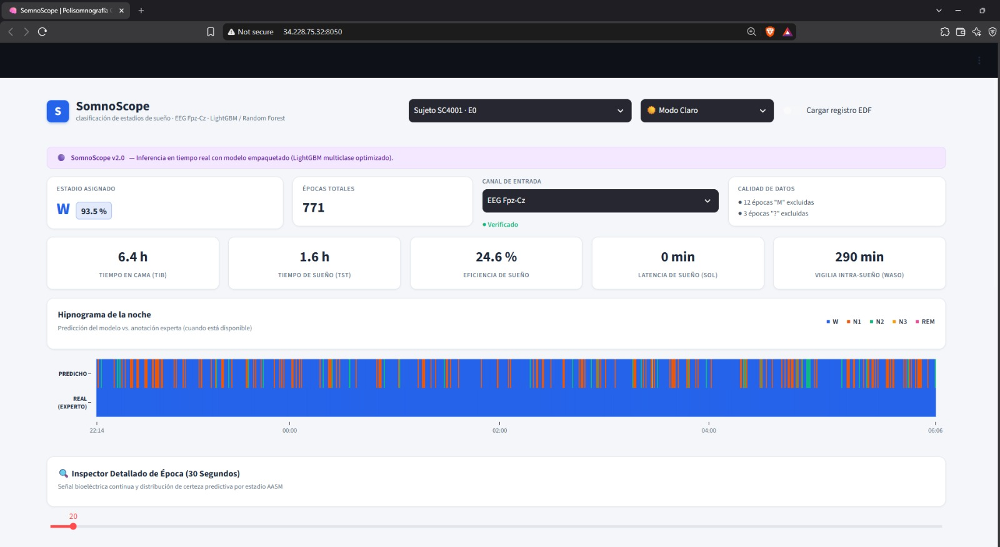 SomnoScope | Polisomnografía
Not secure
34.228.75.32:8050
S
SomnoScope
clasificación de estadios de sueño · EEG Fpz-Cz · LightGBM / Random Forest
Sujeto SC4001 · E0
Modo Claro
Cargar registro EDF
SomnoScope v2.0 — Inferencia en tiempo real con modelo empaquetado (LightGBM multiclase optimizado).
ESTADIO ASIGNADO
W 93.5 %
ÉPOCAS TOTALES
771
CANAL DE ENTRADA
EEG Fpz-Cz
● Verificado
CALIDAD DE DATOS
● 12 épocas "M" excluidas
● 3 épocas "?" excluidas
6.4 h
TIEMPO EN CAMA (TIB)
1.6 h
TIEMPO DE SUEÑO (TST)
24.6 %
EFICIENCIA DE SUEÑO
0 min
LATENCIA DE SUEÑO (SOL)
290 min
VIGILIA INTRA-SUEÑO (WASO)
Hipnograma de la noche
Predicción del modelo vs. anotación experta (cuando está disponible)
W N1 N2 N3 REM
PREDICHO
REAL
(EXPERTO)
22:14 00:00 02:00 04:00 06:06
Inspector Detallado de Época (30 Segundos)
Señal bioeléctrica continua y distribución de certeza predictiva por estadio AASM
20